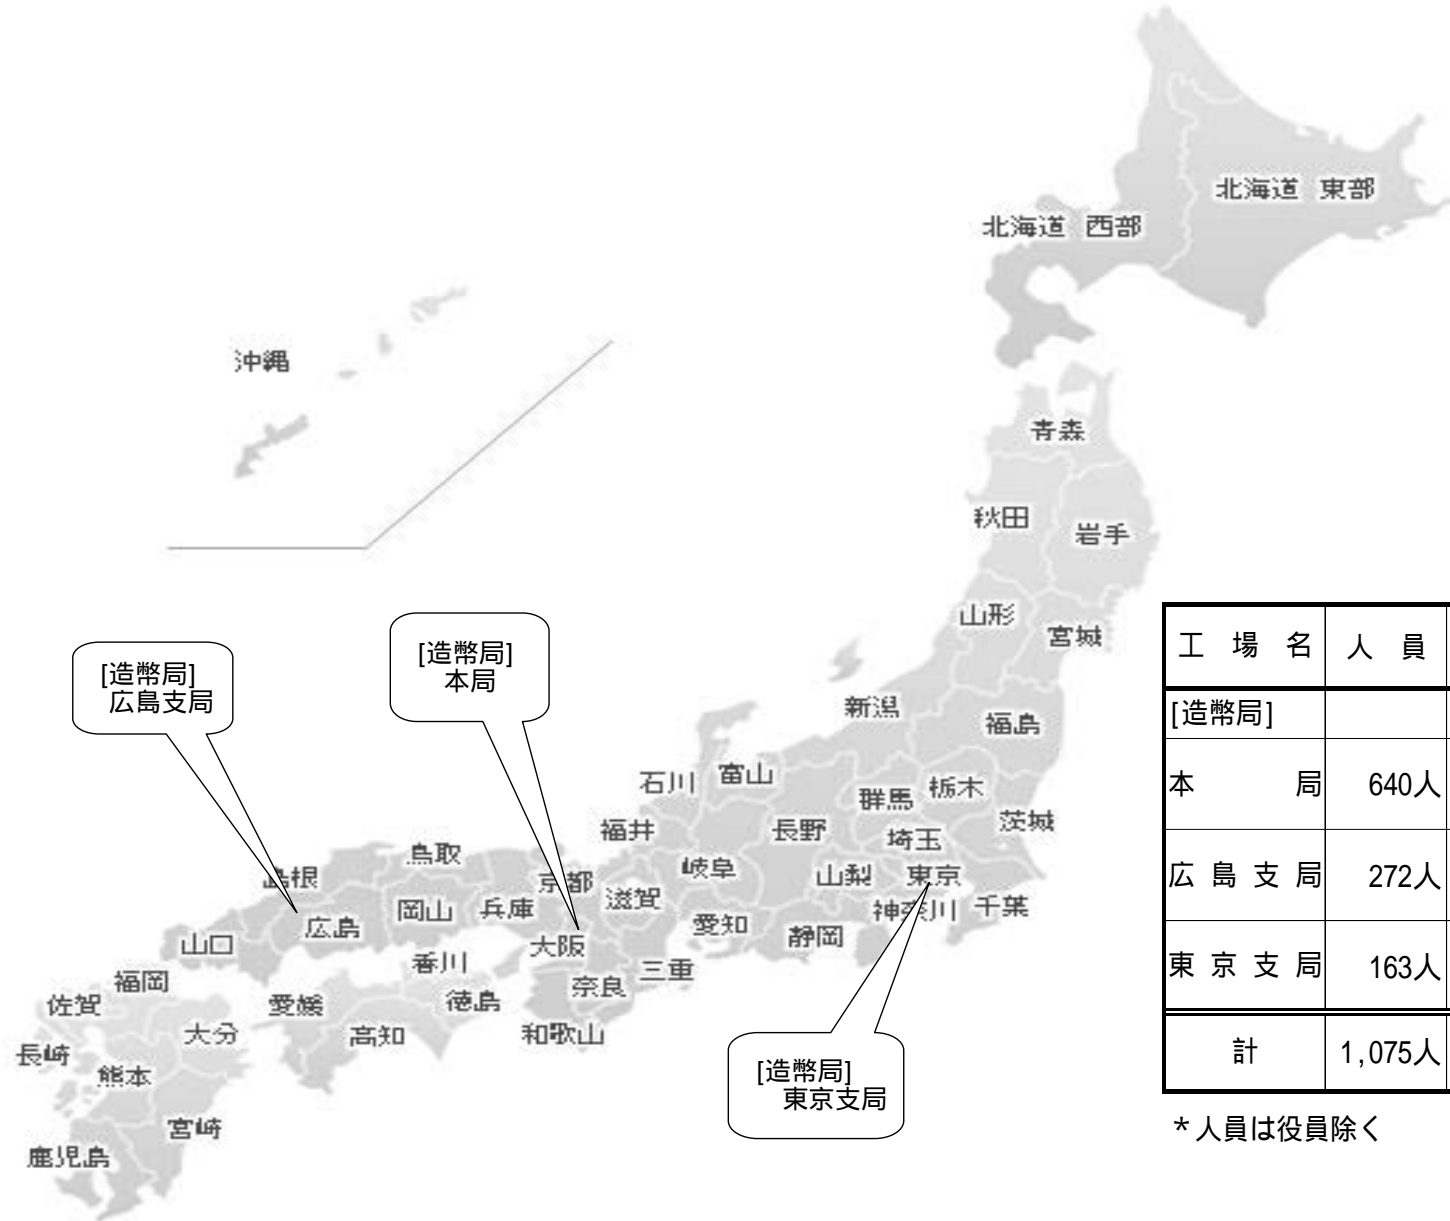 北海道 東部
北海道 西部
沖縄
青森
秋田
岩手
山形
宮城
新潟
福島
[造幣局]
広島支局
[造幣局]
本局
石川
富山
群馬
栃木
福井
長野
埼玉
茨城
鳥取
島根
京都
岐阜
山梨
東京
滋賀
岡山
兵庫
神奈川
千葉
広島
愛知
静岡
山口
大阪
香川
三重
福岡
奈良
佐賀
愛媛
徳島
大分
高知
和歌山
長崎
熊本
宮崎
鹿児島
[造幣局]
東京支局
工 場 名 人 員
[造幣局]
本 局 640人
広 島 支 局 272人
東 京 支 局 163人
計 1,075人
*人員は役員除く